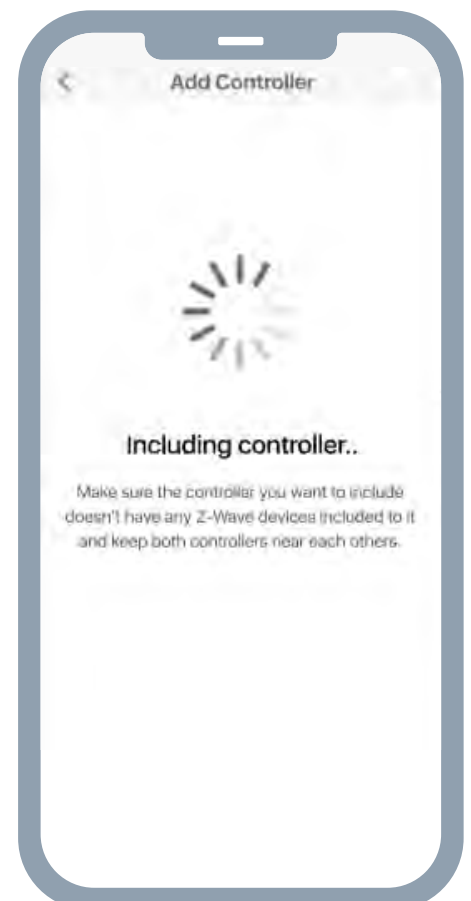 Add Controller
Including controller..
Make sure the controller you want to include
doesn't have any Z-Wave devices included to it
and keep both controllers near each others.